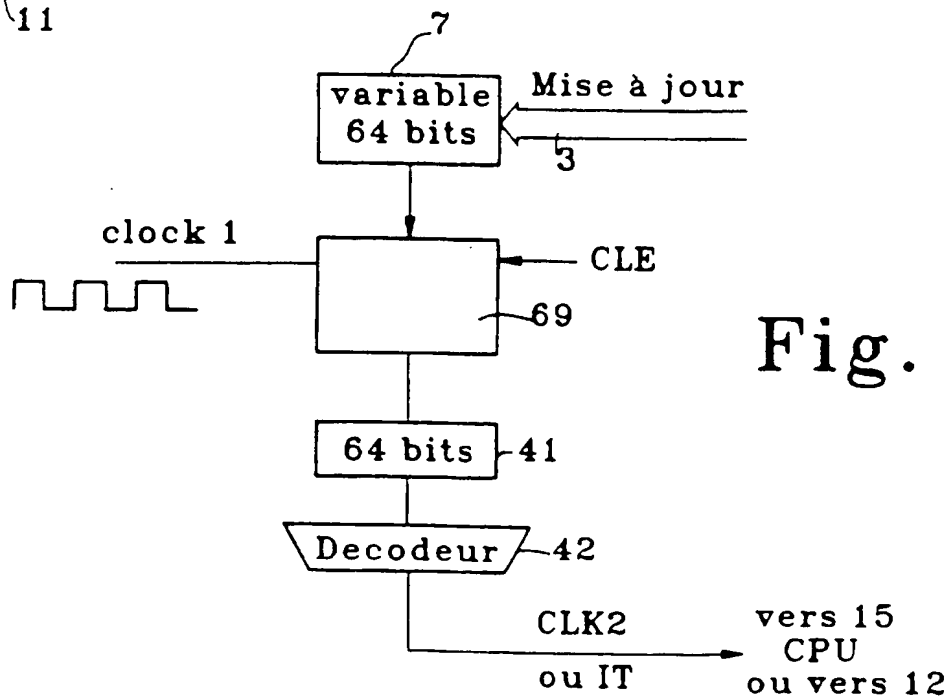 11
7
variable
64 bits
Mise à jour
3
clock 1
CLE
69
Fig.
64 bits
41
Decodeur
42
CLK2
ou IT
vers 15
CPU
ou vers 12